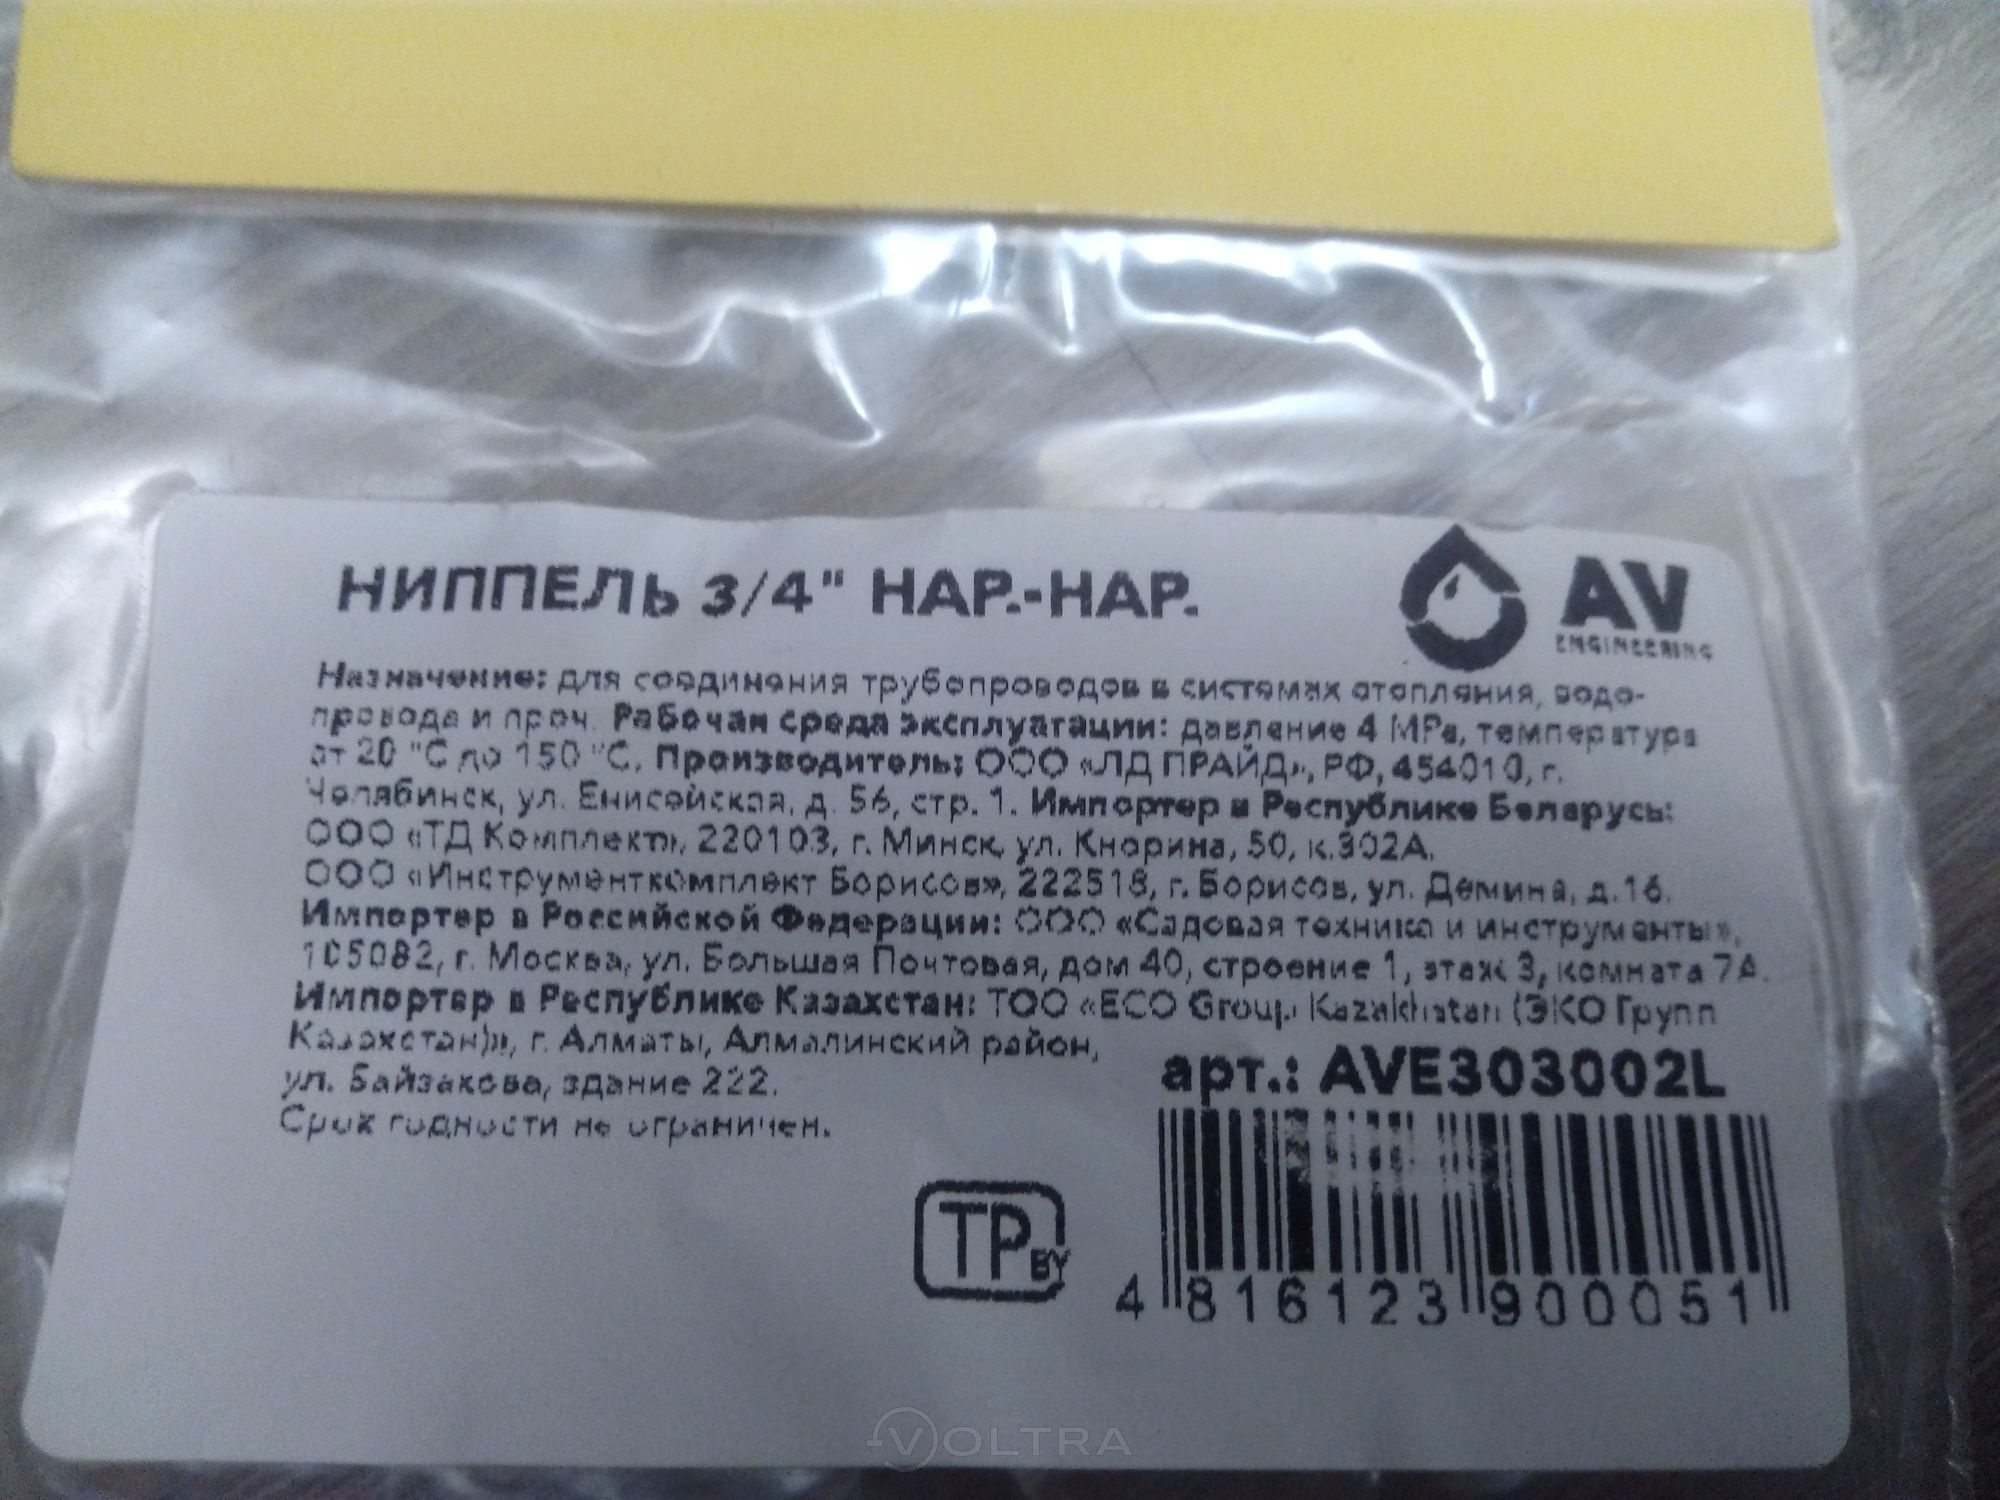 НИППЕЛЬ 3/4" НАР.-НАР.
AV
ENGINEERING
Назначение: для соединения трубопроводов в системах отопления, водо-
провода и проч. Рабочая среда эксплуатации: давление 4 МРа, температура
от 20 °С до 150 °С. Производитель: ООО «ЛД ПРАЙД», РФ, 454010, г.
Челябинск, ул. Енисейская, д. 56, стр. 1. Импортер в Республике Беларусь:
ООО «ТД Комплект», 220103, г. Минск, ул. Кнорина, 50, к.302А.
ООО «Инструменткомплект Борисов», 222518, г. Борисов, ул. Демина, д.16.
Импортер в Российской Федерации: ООО «Садовая техника и инструменты»,
105082, г. Москва, ул. Большая Почтовая, дом 40, строение 1, этаж 3, комната 7А.
Импортер в Республике Казахстан: ТОО «ECO Group Kazakhstan (ЭКО Групп
Казахстан)», г. Алматы, Алмалинский район,
ул. Байзакова, здание 222.
Срок годности не ограничен.
арт.: AVE303002L
TP BY
4 816123 900051
VOLTRA